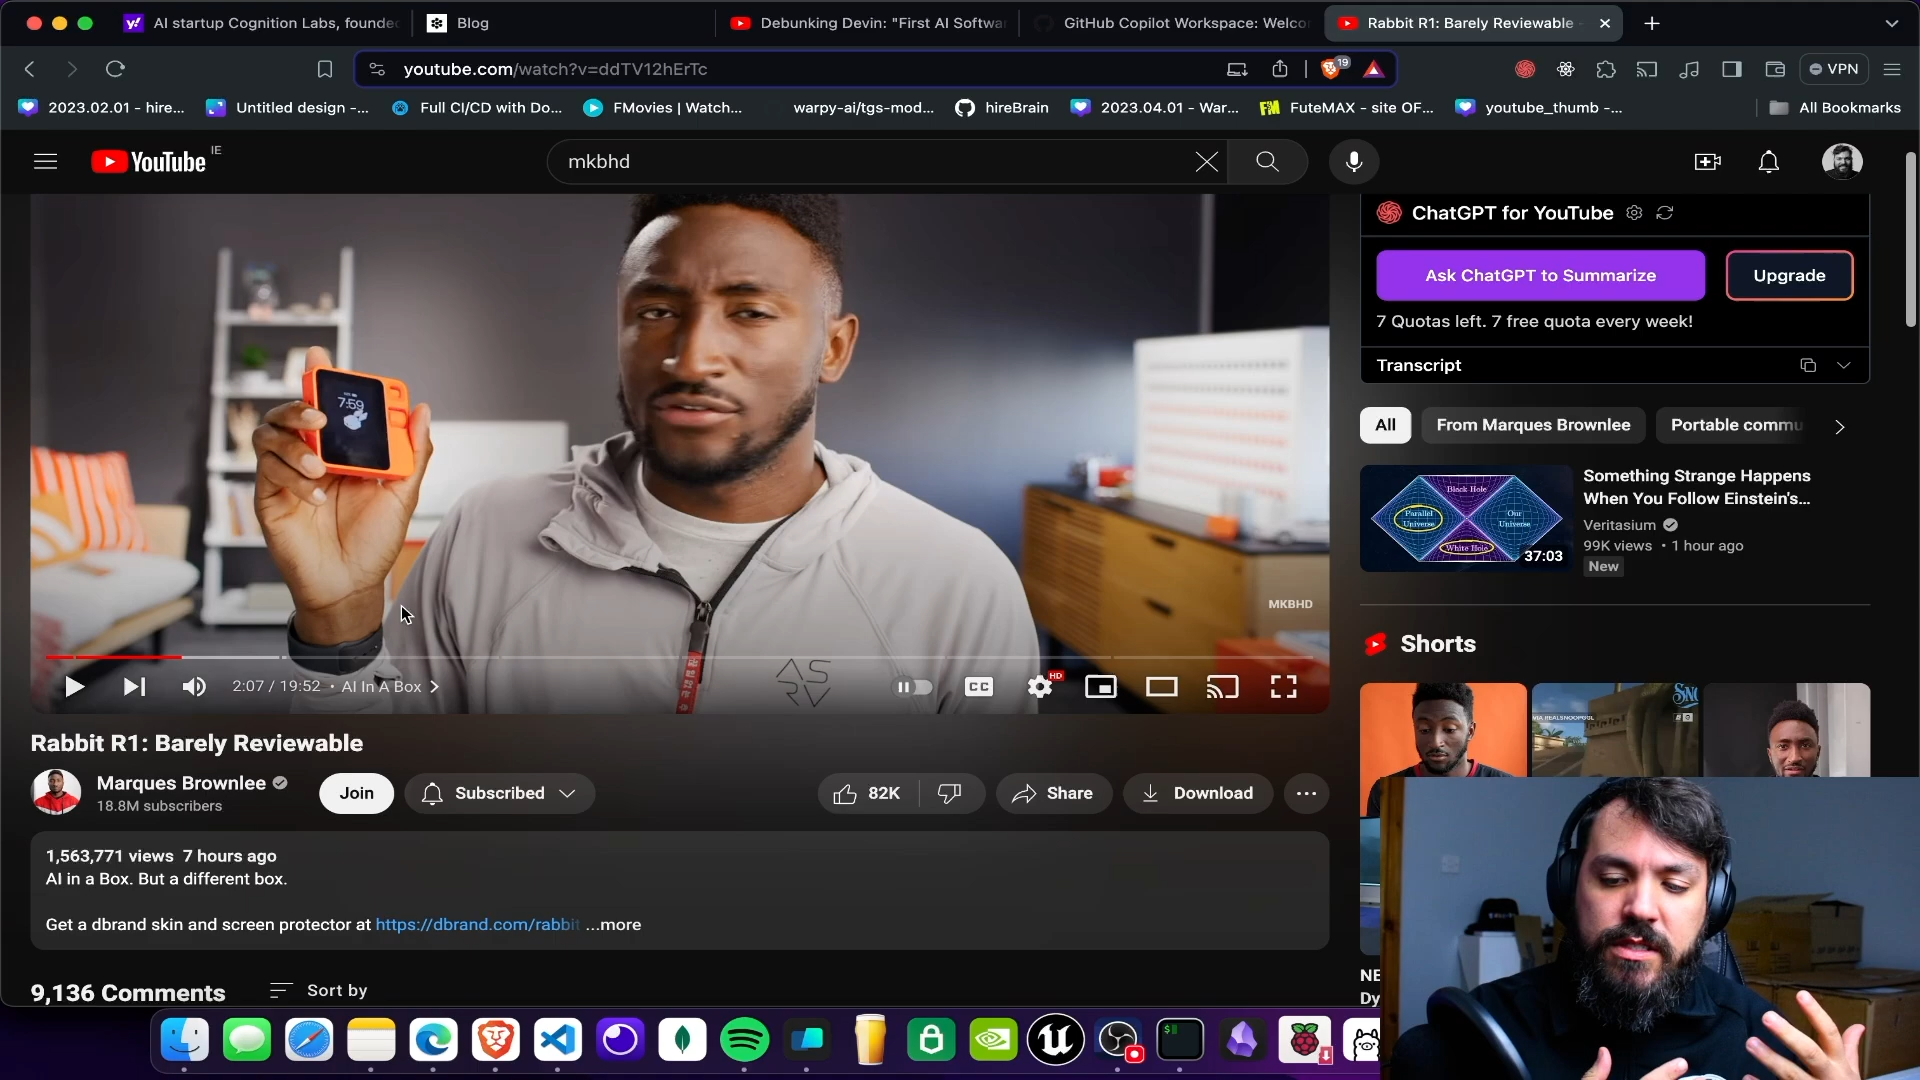 AI startup Cognition Labs, founde
Blog
Debunking Devin: "First AI Softwa
GitHub Copilot Workspace: Welco
Rabbit R1: Barely Reviewable
youtube.com/watch?v=ddTV12hErTc
19
VPN
2023.02.01 - hire...
Untitled design -...
Full CI/CD with Do...
FMovies | Watch...
warpy-ai/tgs-mod...
hireBrain
2023.04.01 - War...
FuteMAX - site OF...
youtube_thumb -...
All Bookmarks
YouTube IE
mkbhd
ChatGPT for YouTube
Ask ChatGPT to Summarize
Upgrade
7 Quotas left. 7 free quota every week!
Transcript
7:59
All
From Marques Brownlee
Portable commu
Black Hole
Parallel Universe
Our Universe
White Hole
37:03
Something Strange Happens
When You Follow Einstein's...
Veritasium
99K views • 1 hour ago
New
MKBHD
Shorts
2:07 / 19:52 • AI In A Box
CC
HD
ASRV
VIA REALSNOOPDOG
Rabbit R1: Barely Reviewable
Marques Brownlee
18.8M subscribers
Join
Subscribed
82K
Share
Download
1,563,771 views 7 hours ago
AI in a Box. But a different box.
Get a dbrand skin and screen protector at https://dbrand.com/rabbit ...more
9,136 Comments
Sort by
NE
Dy